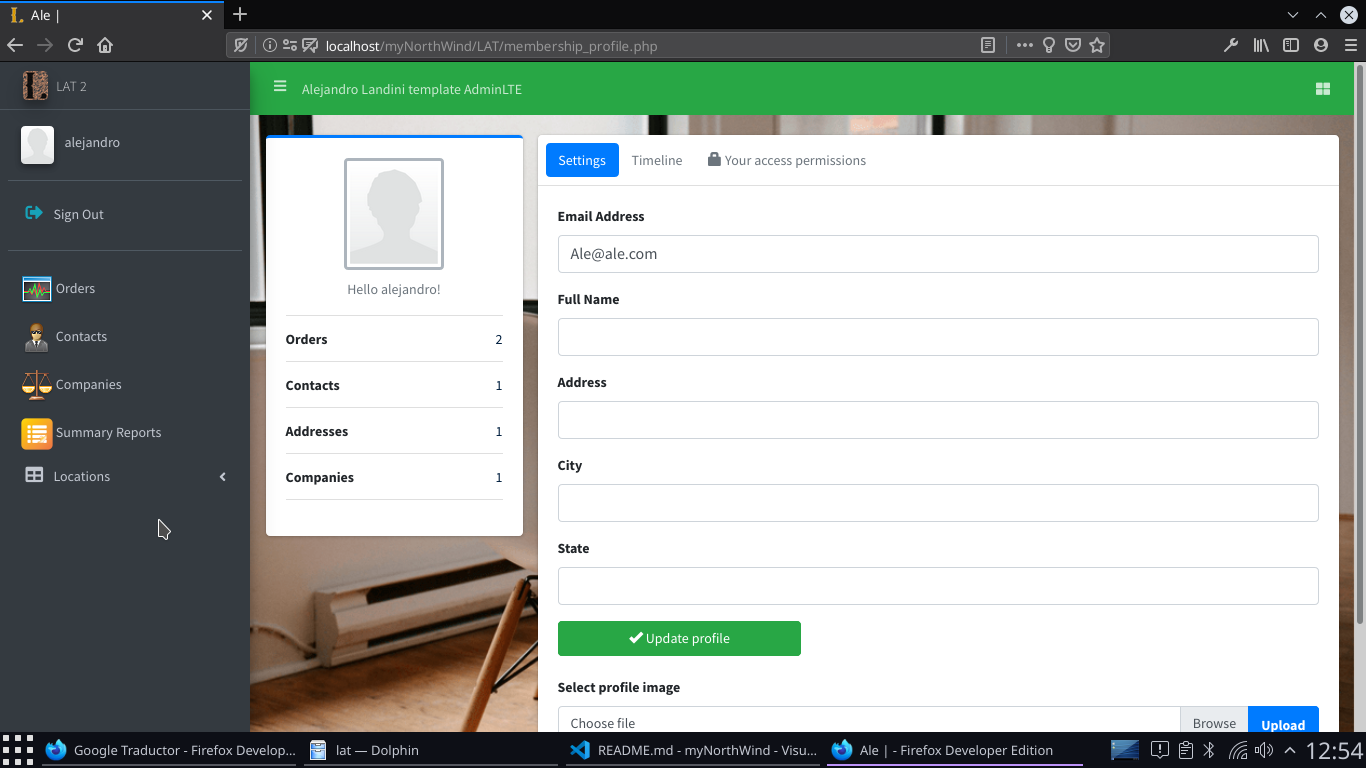 Ale |
localhost/myNorthWind/LAT/membership_profile.php
LAT 2
alejandro
Sign Out
Orders
Contacts
Companies
Summary Reports
Locations
Alejandro Landini template AdminLTE
Hello alejandro!
Orders 2
Contacts 1
Addresses 1
Companies 1
Settings Timeline Your access permissions
Email Address
Ale@ale.com
Full Name
Address
City
State
Update profile
Select profile image
Choose file Browse Upload
Google Traductor - Firefox Develop... lat — Dolphin README.md - myNorthWind - Visu... Ale | - Firefox Developer Edition 12:54